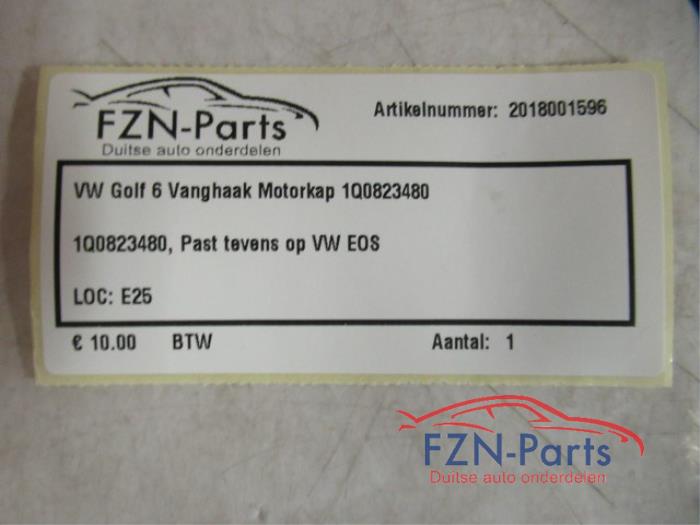 FZN-Parts
Duitse auto onderdelen
Artikelnummer: 2018001596
VW Golf 6 Vanghaak Motorkap 1Q0823480
1Q0823480, Past tevens op VW EOS
LOC: E25
€ 10.00 BTW Aantal: 1
FZN-Parts
Duitse auto onderdelen